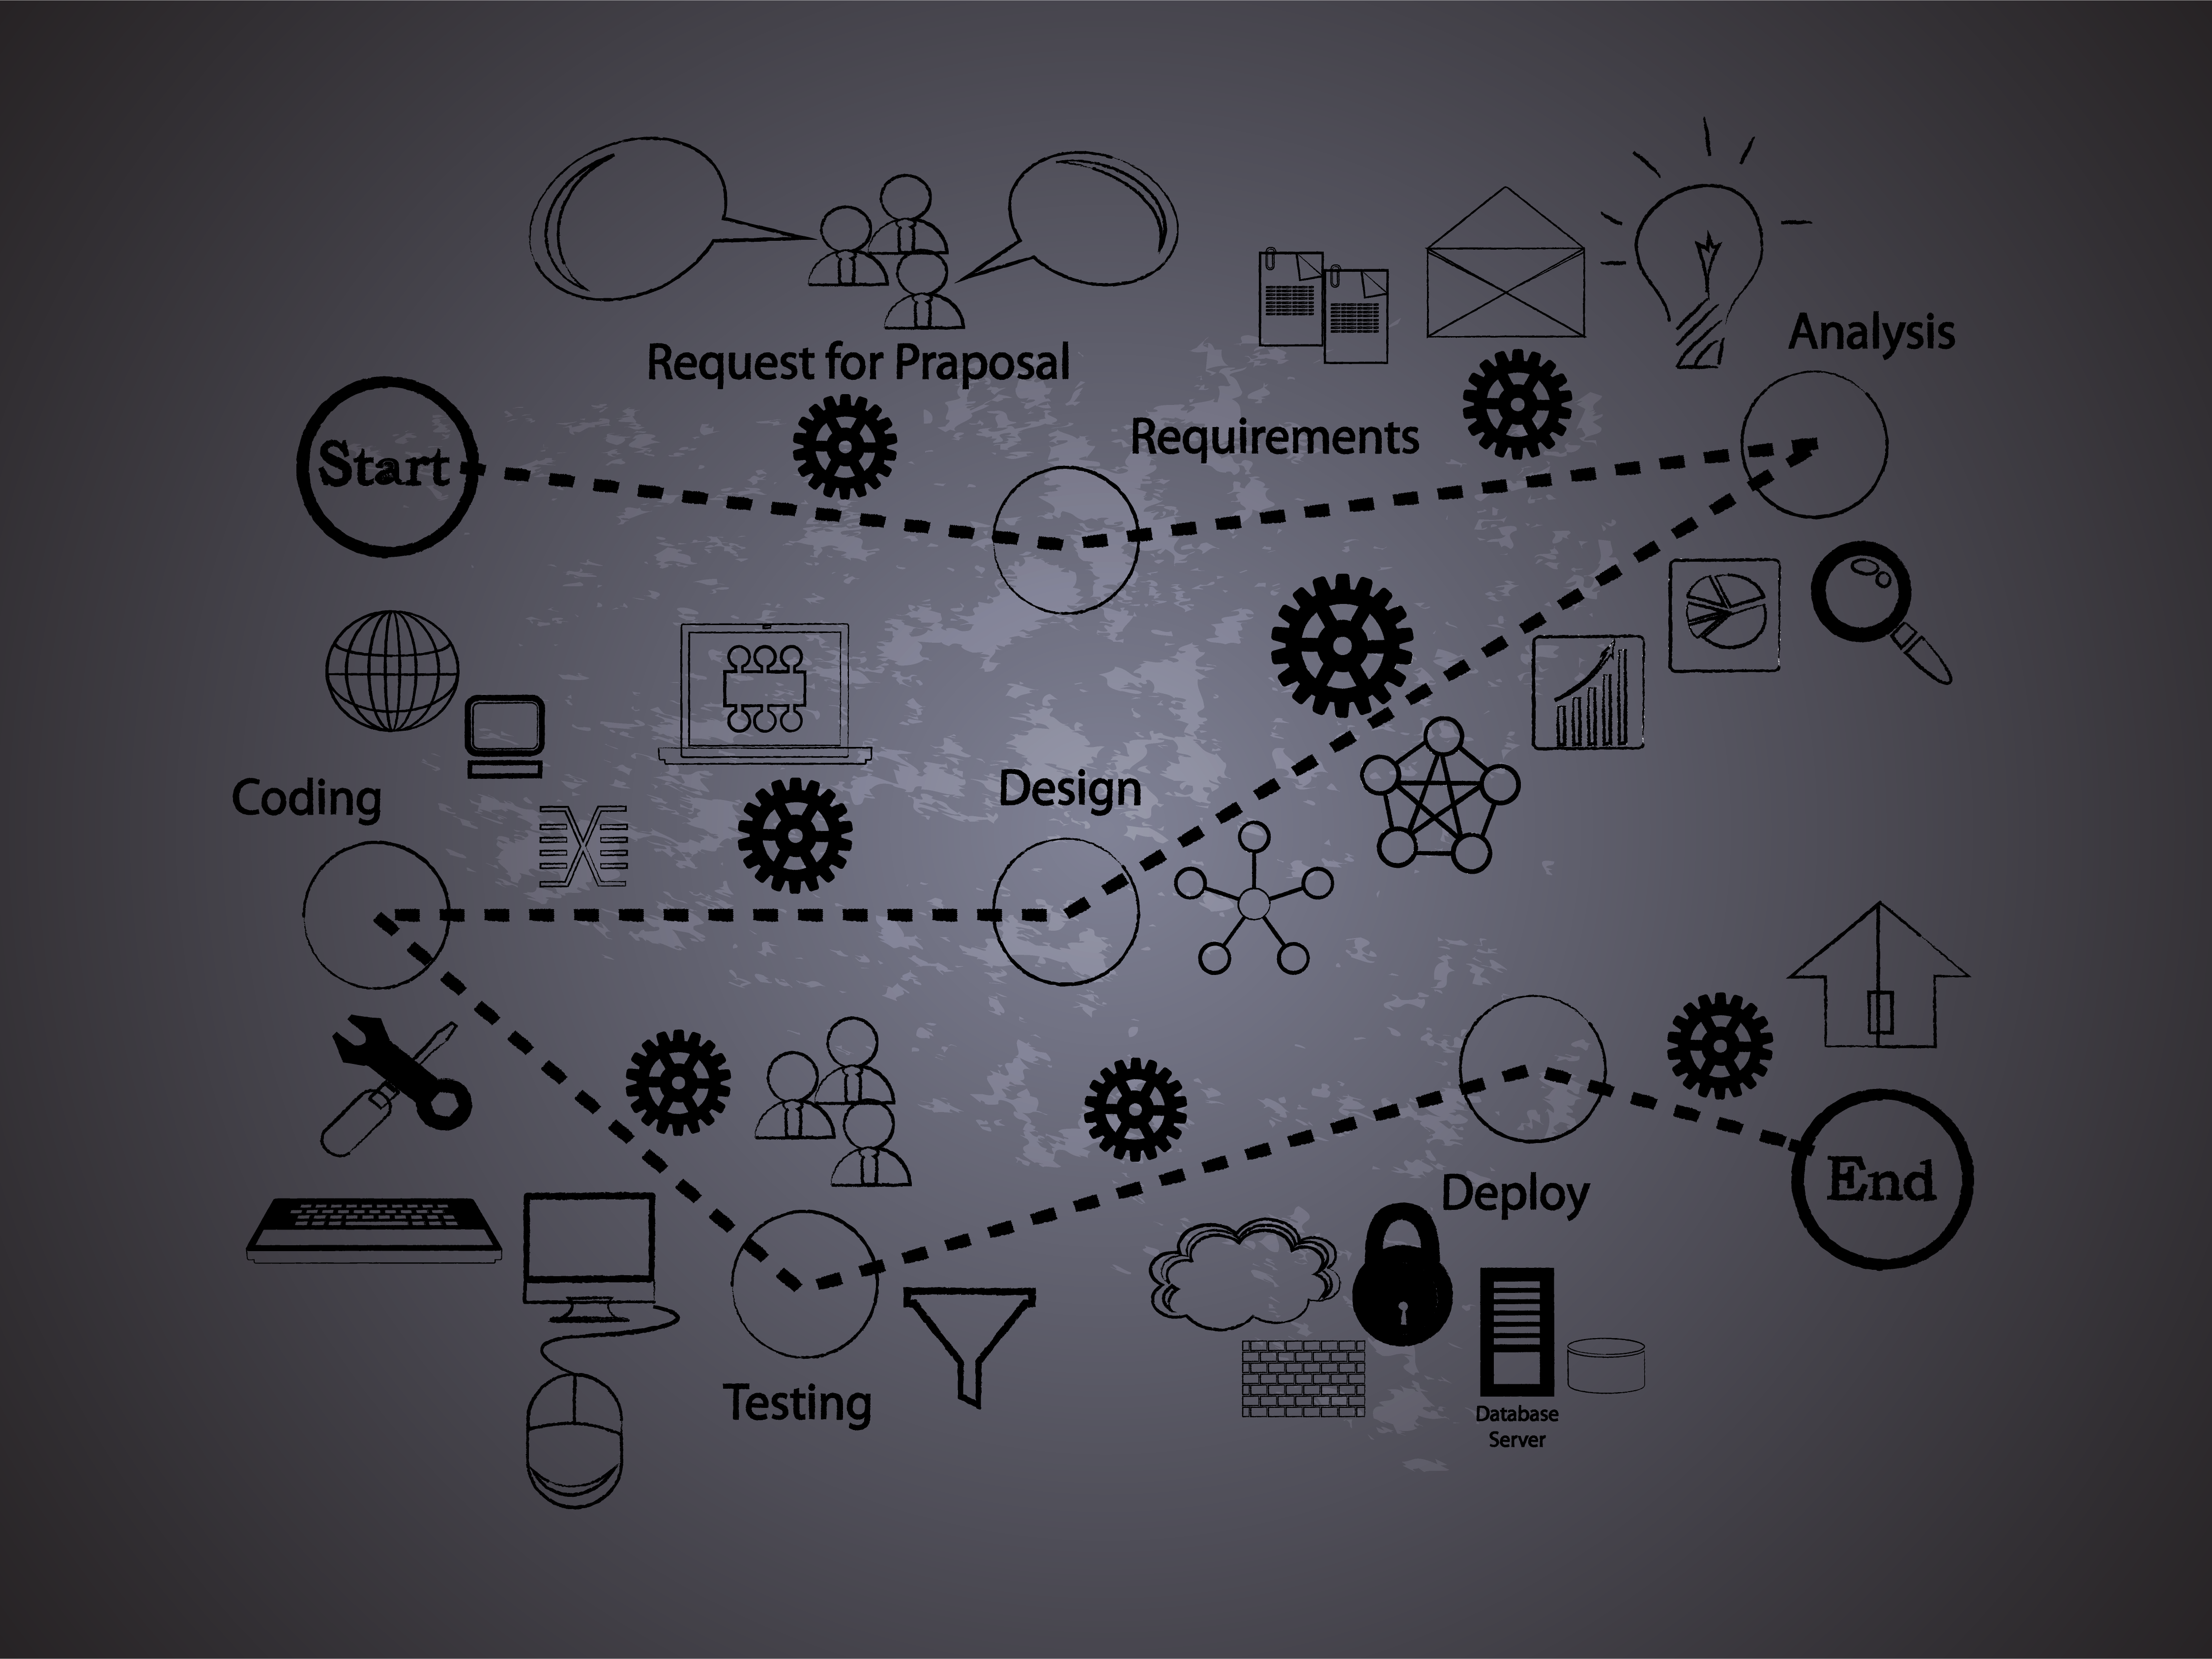 Request for Praposal
Analysis
Requirements
Start
Design
Coding
End
Deploy
Testing
Database
Server